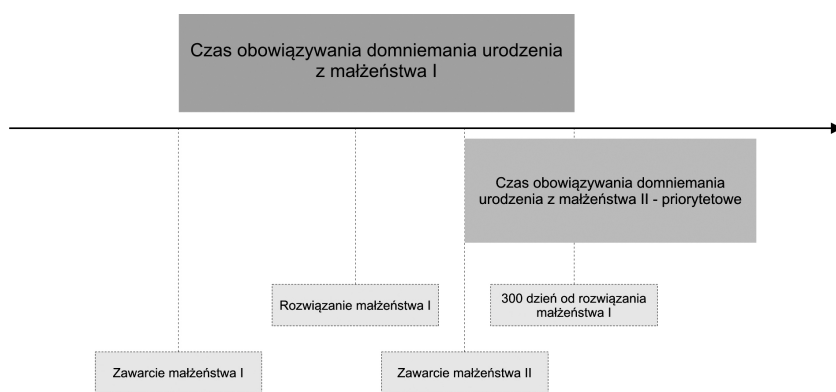 Czas obowiązywania domniemania urodzenia
z małżeństwa I
Czas obowiązywania domniemania
urodzenia z małżeństwa II - priorytetowe
Rozwiązanie małżeństwa I
300 dzień od rozwiązania
małżeństwa I
Zawarcie małżeństwa I
Zawarcie małżeństwa II